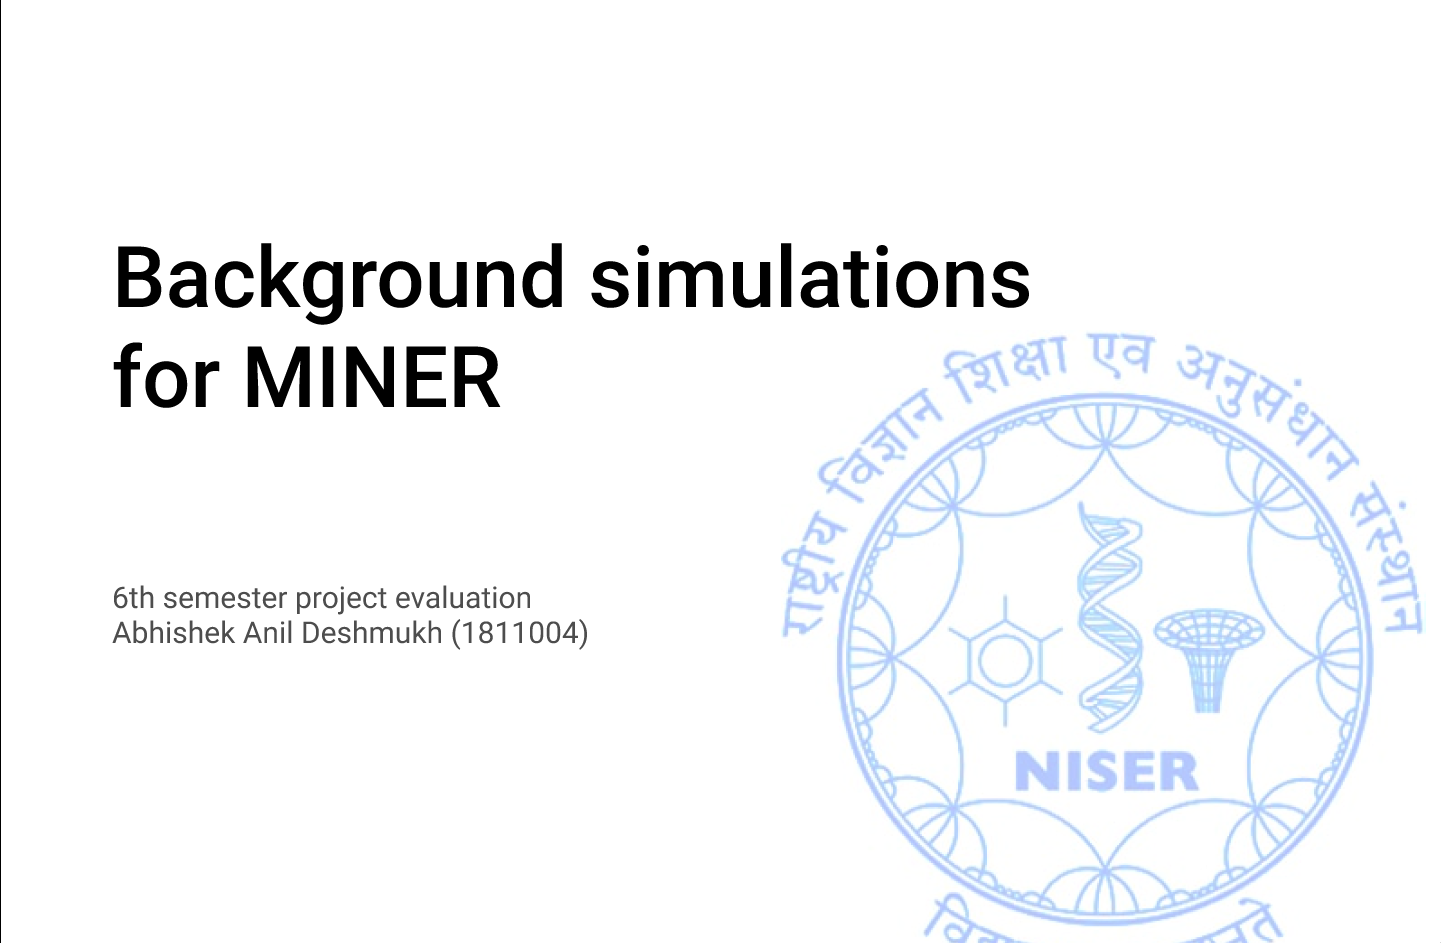 Background simulations
for MINER
राष्ट्रीय विज्ञान शिक्षा एवं अनुसंधान संस्थान
6th semester project evaluation
Abhishek Anil Deshmukh (1811004)
NISER